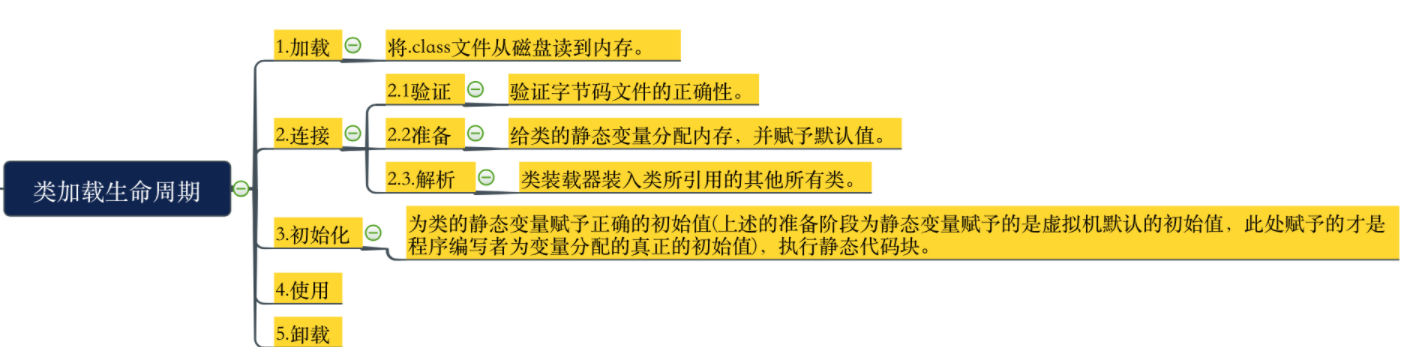 类加载生命周期
1.加载
将.class文件从磁盘读到内存。
2.连接
2.1验证
验证字节码文件的正确性。
2.2准备
给类的静态变量分配内存，并赋予默认值。
2.3.解析
类装载器装入类所引用的其他所有类。
3.初始化
为类的静态变量赋予正确的初始值(上述的准备阶段为静态变量赋予的是虚拟机默认的初始值，此处赋予的才是
程序编写者为变量分配的真正的初始值)，执行静态代码块。
4.使用
5.卸载